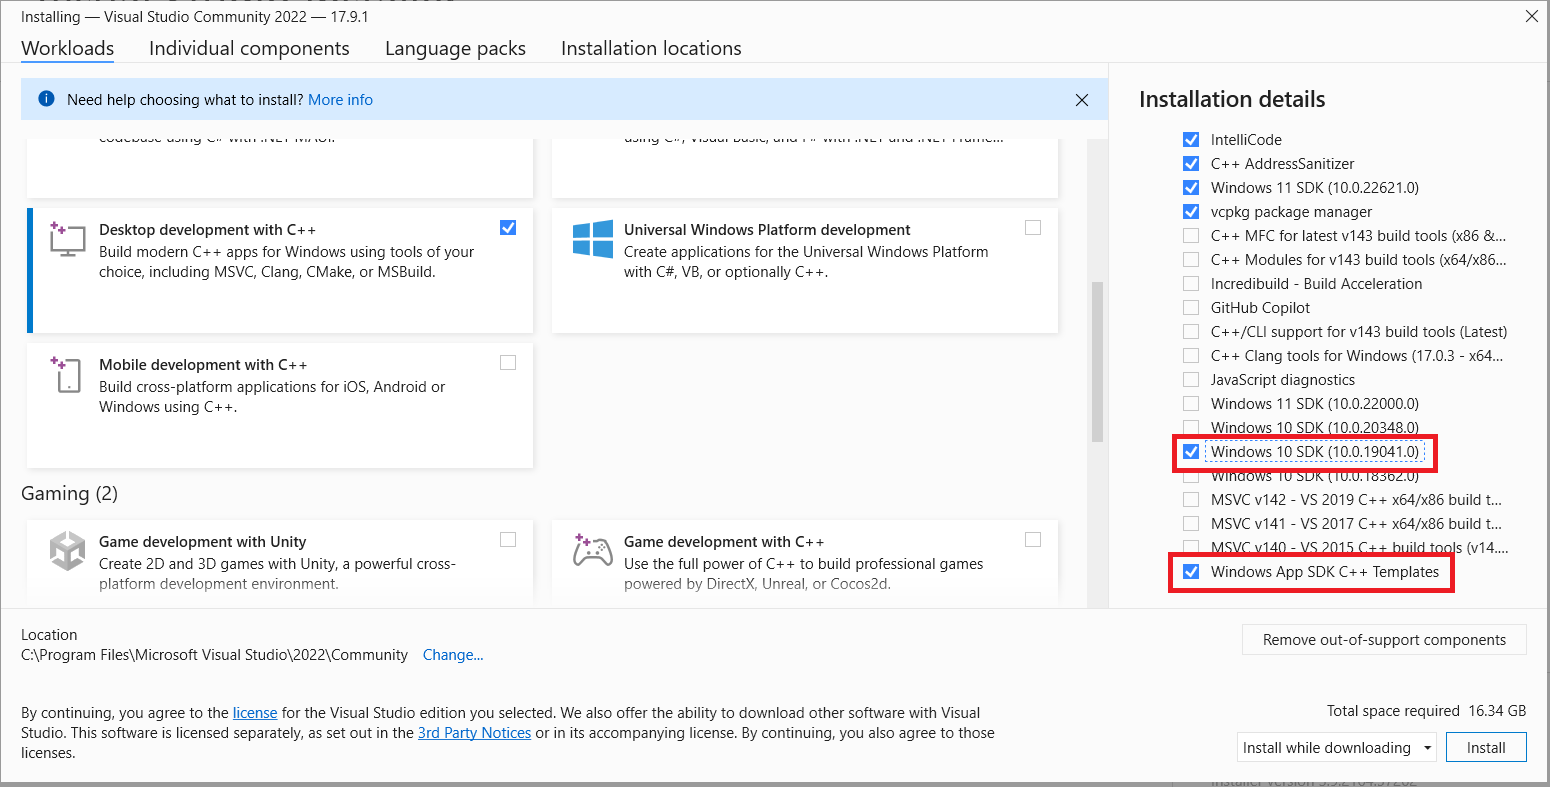 Installing — Visual Studio Community 2022 — 17.9.1
Workloads
Individual components
Language packs
Installation locations
Need help choosing what to install? More info
codebase using C# with .NET MAUI.
using C#, Visual Basic, and F# with .NET and .NET Frame...
Desktop development with C++
Build modern C++ apps for Windows using tools of your
choice, including MSVC, Clang, CMake, or MSBuild.
Universal Windows Platform development
Create applications for the Universal Windows Platform
with C#, VB, or optionally C++.
Mobile development with C++
Build cross-platform applications for iOS, Android or
Windows using C++.
Gaming (2)
Game development with Unity
Create 2D and 3D games with Unity, a powerful cross-
platform development environment.
Game development with C++
Use the full power of C++ to build professional games
powered by DirectX, Unreal, or Cocos2d.
Installation details
IntelliCode
C++ AddressSanitizer
Windows 11 SDK (10.0.22621.0)
vcpkg package manager
C++ MFC for latest v143 build tools (x86 &...
C++ Modules for v143 build tools (x64/x86...
Incredibuild - Build Acceleration
GitHub Copilot
C++/CLI support for v143 build tools (Latest)
C++ Clang tools for Windows (17.0.3 - x64...
JavaScript diagnostics
Windows 11 SDK (10.0.22000.0)
Windows 10 SDK (10.0.20348.0)
Windows 10 SDK (10.0.19041.0)
Windows 10 SDK (10.0.18362.0)
MSVC v142 - VS 2019 C++ x64/x86 build t...
MSVC v141 - VS 2017 C++ x64/x86 build t...
MSVC v140 - VS 2015 C++ build tools (v14....
Windows App SDK C++ Templates
Location
C:\Program Files\Microsoft Visual Studio\2022\Community Change...
Remove out-of-support components
By continuing, you agree to the license for the Visual Studio edition you selected. We also offer the ability to download other software with Visual
Studio. This software is licensed separately, as set out in the 3rd Party Notices or in its accompanying license. By continuing, you also agree to those
licenses.
Total space required 16.34 GB
Install while downloading
Install